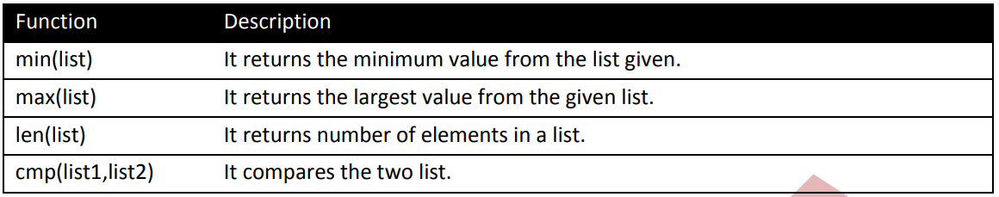 Function Description
min(list) It returns the minimum value from the list given.
max(list) It returns the largest value from the given list.
len(list) It returns number of elements in a list.
cmp(list1,list2) It compares the two list.